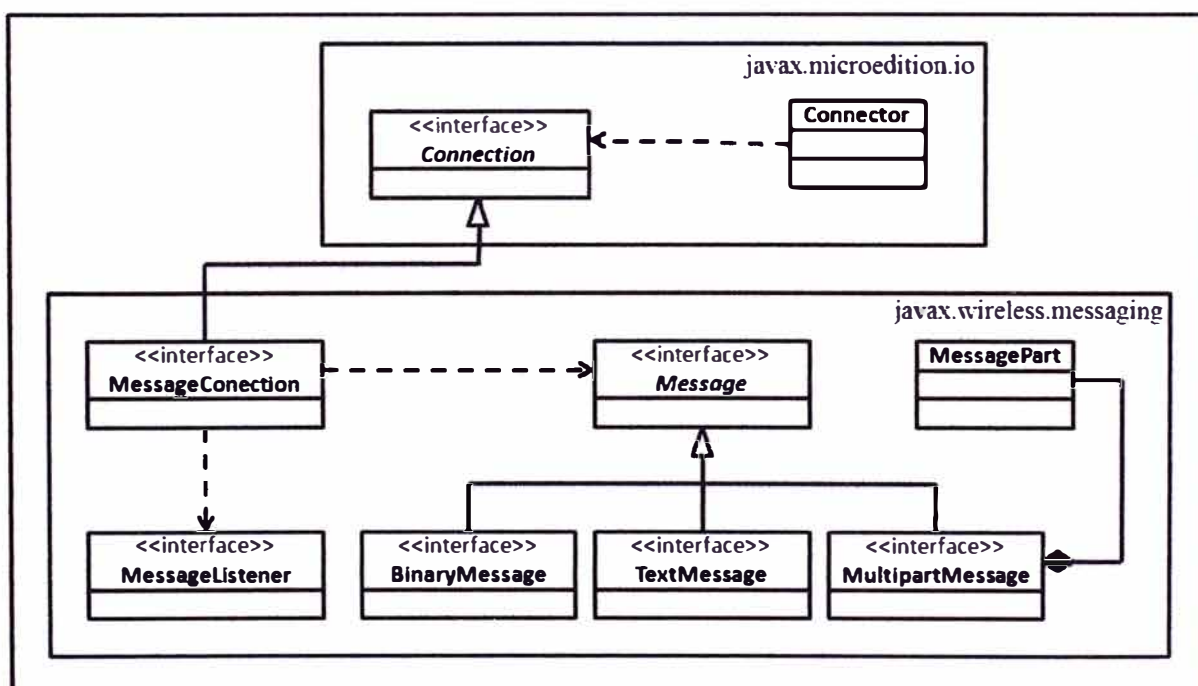 javax.microedition.io
<<interface>>
Connection
Connector
javax.wireless.messaging
<<interface>>
MessageConection
<<interface>>
Message
MessagePart
<<interface>>
MessageListener
<<interface>>
BinaryMessage
<<interface>>
TextMessage
<<interface>>
MultipartMessage